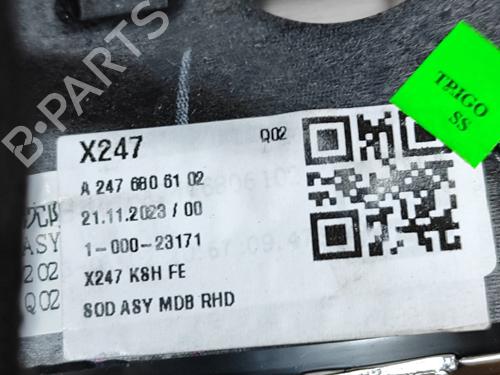 B-PARTS
TRIGO
SS
X247
Q02
A 247 680 61 02
21.11.2023 / 00
1-000-23171
X247 K8H FE
SOD ASY MDB RHD
ASY
202
Q02